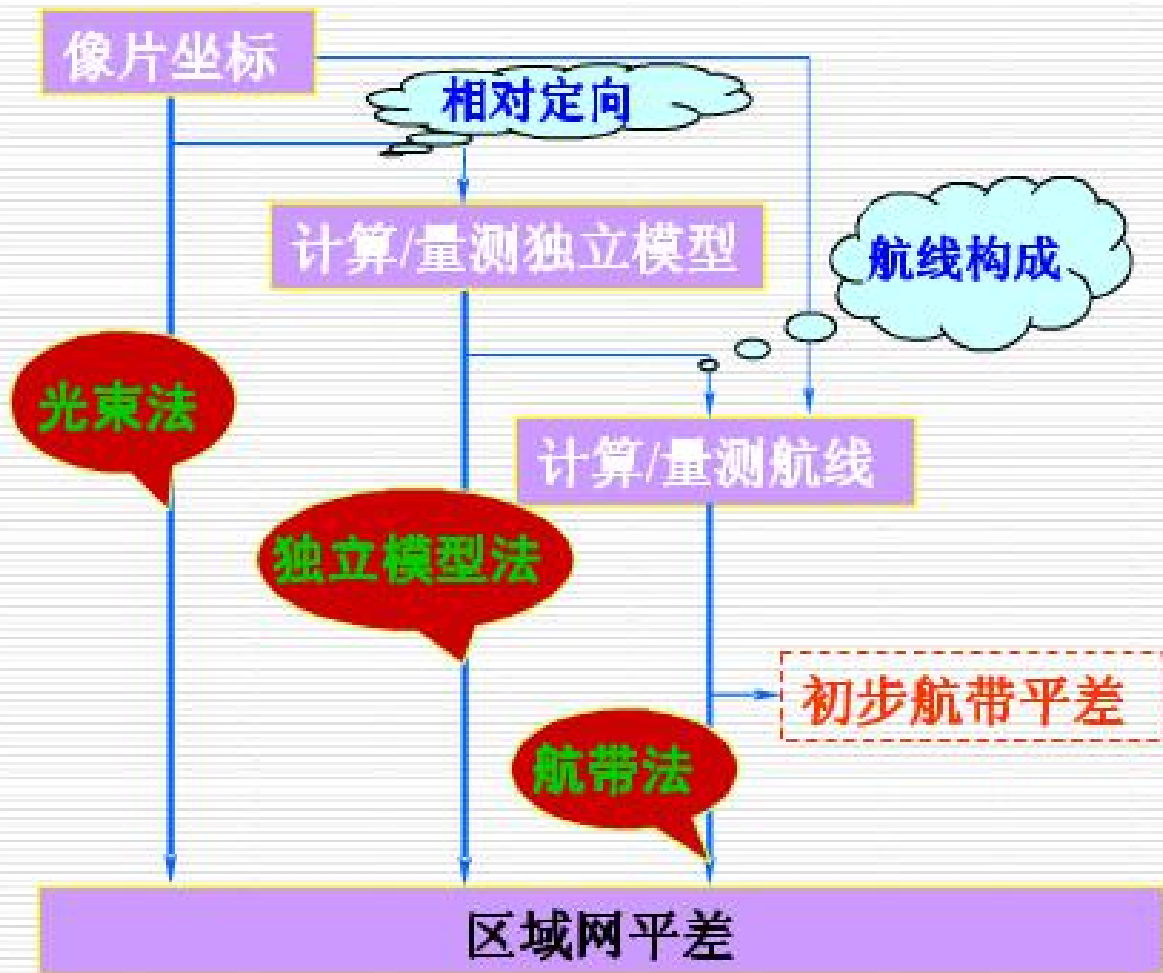 像片坐标
相对定向
计算/量测独立模型
航线构成
光束法
计算/量测航线
独立模型法
初步航带平差
航带法
区域网平差